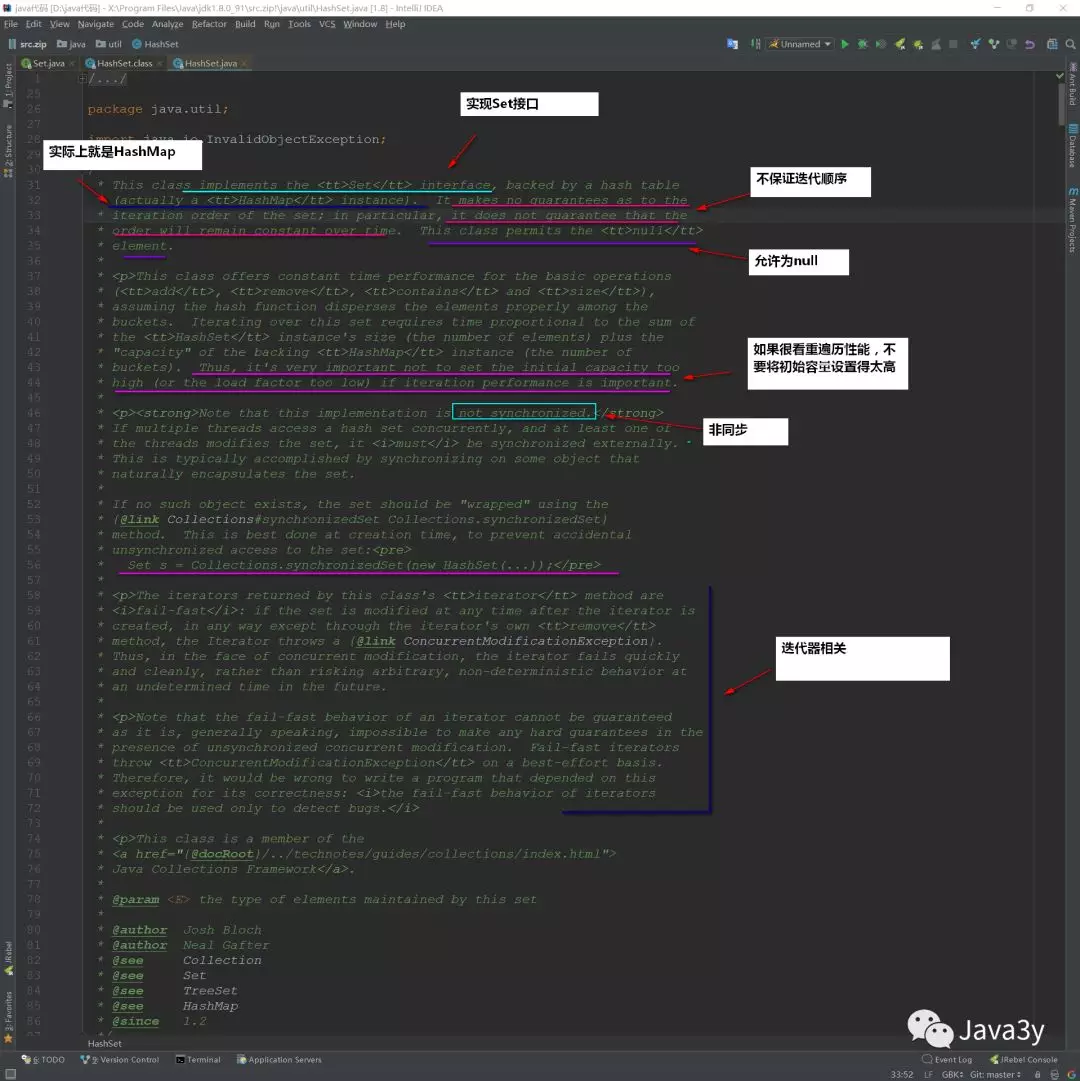 java代码 [D:\java代码] - X:\Program Files\Java\jdk1.8.0_91\src.zip!\java\util\HashSet.java [1.8] - IntelliJ IDEA
File Edit View Navigate Code Analyze Refactor Build Run Tools VCS Window Help
src.zip java util HashSet
Unnamed
Set.java HashSet.class HashSet.java
1 /.../
25
26 package java.util;
27
28 import java.io.InvalidObjectException;
实现Set接口
实际上就是HashMap
不保证迭代顺序
允许为null
如果很看重遍历性能，不
要将初始容量设置得太高
非同步
迭代器相关
30
31 * This class implements the <tt>Set</tt> interface, backed by a hash table
32 * (actually a <tt>HashMap</tt> instance). It makes no guarantees as to the
33 * iteration order of the set; in particular, it does not guarantee that the
34 * order will remain constant over time. This class permits the <tt>null</tt>
35 * element.
36 *
37 * <p>This class offers constant time performance for the basic operations
38 * (<tt>add</tt>, <tt>remove</tt>, <tt>contains</tt> and <tt>size</tt>),
39 * assuming the hash function disperses the elements properly among the
40 * buckets. Iterating over this set requires time proportional to the sum of
41 * the <tt>HashSet</tt> instance's size (the number of elements) plus the
42 * "capacity" of the backing <tt>HashMap</tt> instance (the number of
43 * buckets). Thus, it's very important not to set the initial capacity too
44 * high (or the load factor too low) if iteration performance is important.
45 *
46 * <p><strong>Note that this implementation is not synchronized.</strong>
47 * If multiple threads access a hash set concurrently, and at least one of
48 * the threads modifies the set, it <i>must</i> be synchronized externally.
49 * This is typically accomplished by synchronizing on some object that
50 * naturally encapsulates the set.
51 *
52 * If no such object exists, the set should be "wrapped" using the
53 * {@link Collections#synchronizedSet Collections.synchronizedSet}
54 * method. This is best done at creation time, to prevent accidental
55 * unsynchronized access to the set:<pre>
56 * Set s = Collections.synchronizedSet(new HashSet(...));</pre>
57 *
58 * <p>The iterators returned by this class's <tt>iterator</tt> method are
59 * <i>fail-fast</i>: if the set is modified at any time after the iterator is
60 * created, in any way except through the iterator's own <tt>remove</tt>
61 * method, the Iterator throws a {@link ConcurrentModificationException}.
62 * Thus, in the face of concurrent modification, the iterator fails quickly
63 * and cleanly, rather than risking arbitrary, non-deterministic behavior at
64 * an undetermined time in the future.
65 *
66 * <p>Note that the fail-fast behavior of an iterator cannot be guaranteed
67 * as it is, generally speaking, impossible to make any hard guarantees in the
68 * presence of unsynchronized concurrent modification. Fail-fast iterators
69 * throw <tt>ConcurrentModificationException</tt> on a best-effort basis.
70 * Therefore, it would be wrong to write a program that depended on this
71 * exception for its correctness: <i>the fail-fast behavior of iterators
72 * should be used only to detect bugs.</i>
73 *
74 * <p>This class is a member of the
75 * <a href="{@docRoot}/../technotes/guides/collections/index.html">
76 * Java Collections Framework</a>.
77 *
78 * @param <E> the type of elements maintained by this set
79 *
80 * @author Josh Bloch
81 * @author Neal Gafter
82 * @see Collection
83 * @see Set
84 * @see TreeSet
85 * @see HashMap
86 * @since 1.2
HashSet
1: Project
2: Structure
JRebel
2: Favorites
Ant Build
Database
Maven Projects
Java3y
6: TODO 9: Version Control Terminal Application Servers Event Log JRebel Console
33:52 LF GBK Git: master